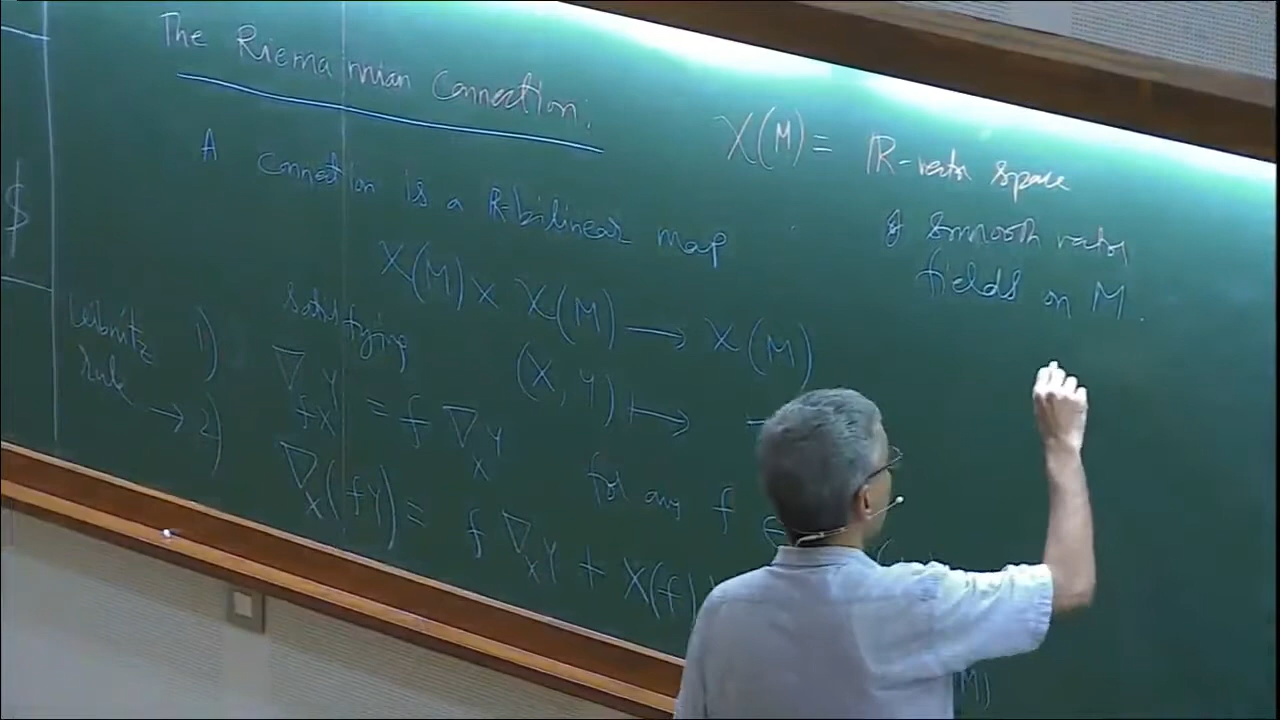 The Riemannian Connection.
A connection is a R-bilinear map
X(M) × X(M) → X(M)
(X, Y) ↦
satisfying
Leibnitz
Rule →
1) ∇_{fX} Y = f ∇_X Y
for any f ∈
2) ∇_X (fY) = f ∇_X Y + X(f)
X(M) = R-vector space
of smooth vector
fields on M.
$
M)